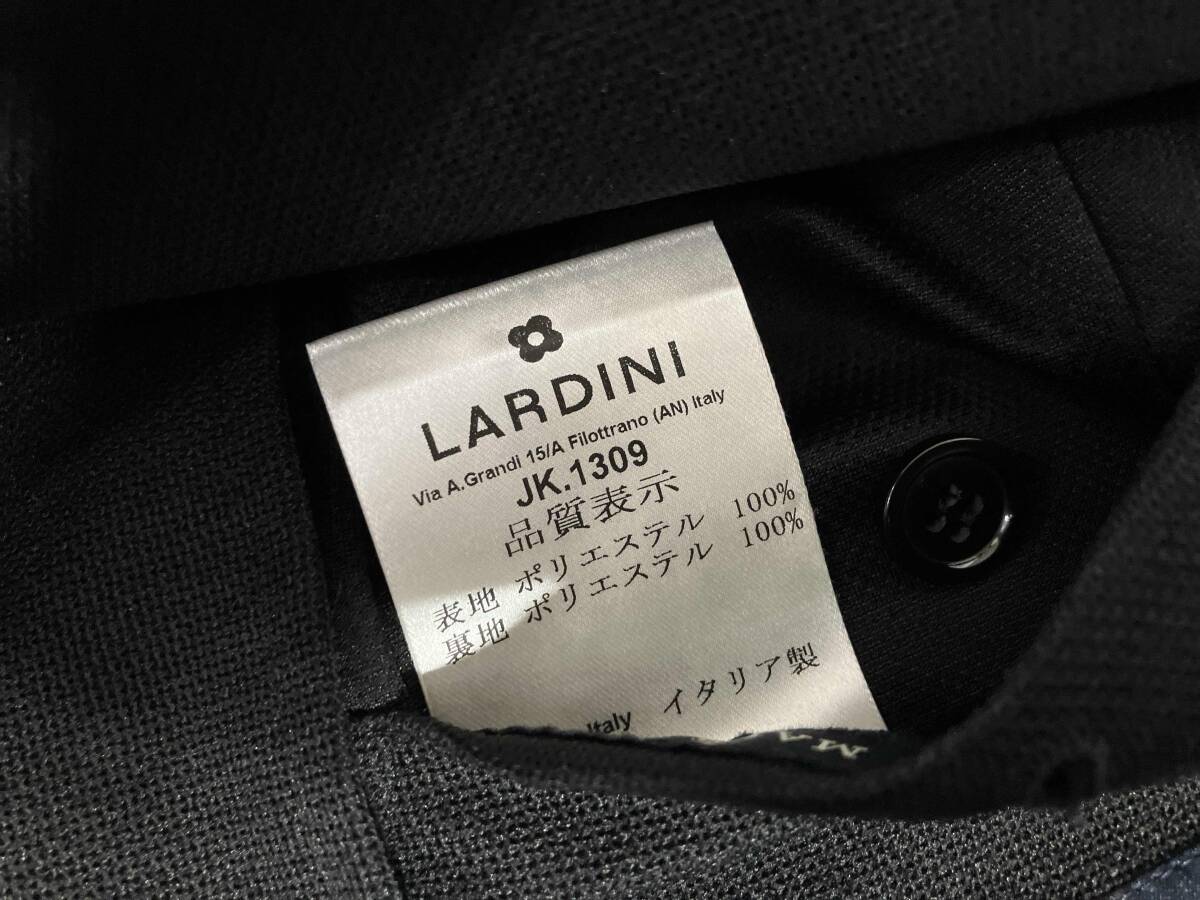 LARDINI
Via A.Grandi 15/A Filottrano (AN) Italy
JK.1309
品質表示
表地 ポリエステル 100%
裏地 ポリエステル 100%
Italy イタリア製